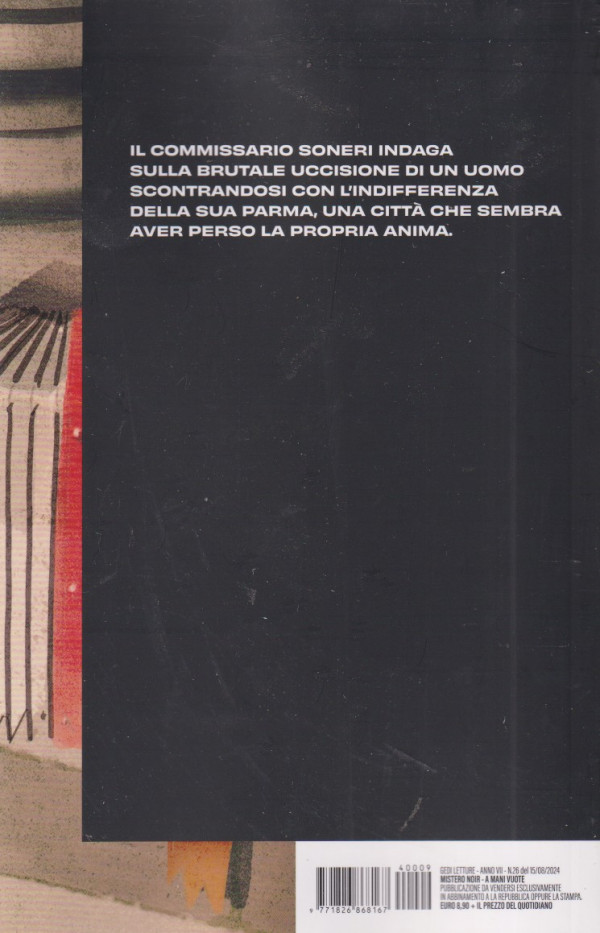 IL COMMISSARIO SONERI INDAGA
SULLA BRUTALE UCCISIONE DI UN UOMO
SCONTRANDOSI CON L'INDIFFERENZA
DELLA SUA PARMA, UNA CITTÀ CHE SEMBRA
AVER PERSO LA PROPRIA ANIMA.
40009
9 771826 868167
GEDI LETTURE - ANNO VII - N.26 del 15/08/2024
MISTERO NOIR - A MANI VUOTE
PUBBLICAZIONE DA VENDERSI ESCLUSIVAMENTE
IN ABBINAMENTO A LA REPUBBLICA OPPURE LA STAMPA.
EURO 8,90 + IL PREZZO DEL QUOTIDIANO